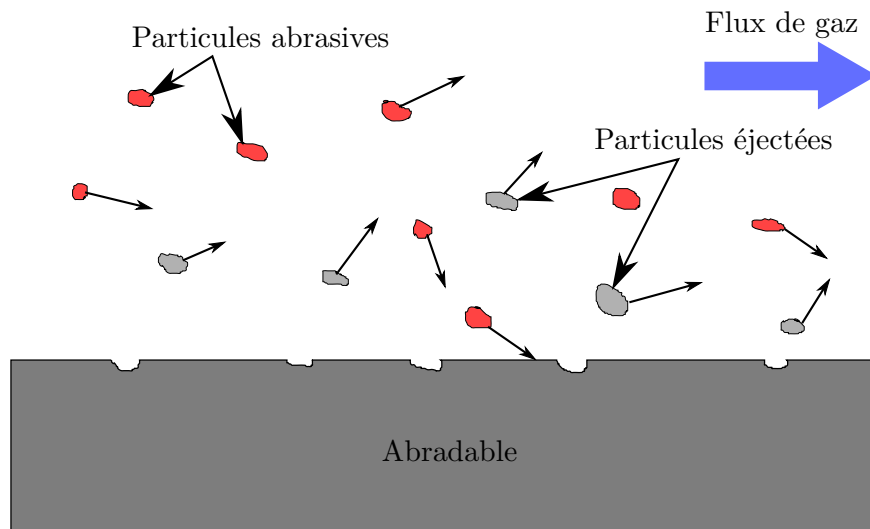 Flux de gaz
Particules abrasives
Particules éjectées
Abradable